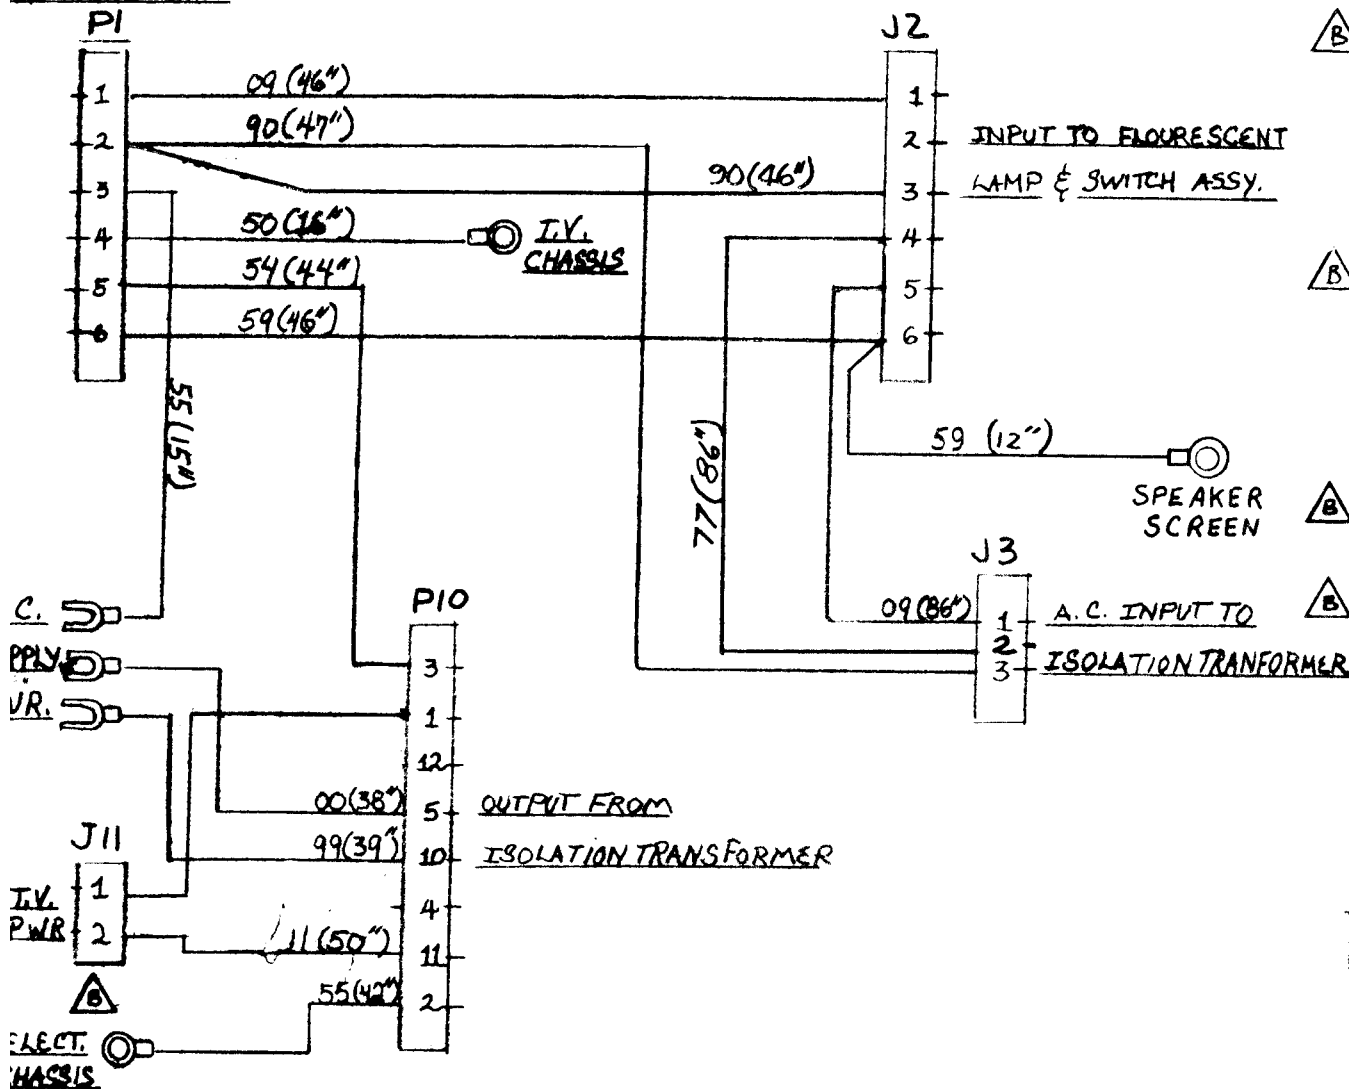 P1
J2
B
1
09 (46")
1
2
90 (47")
2
INPUT TO FLOURESCENT
3
90 (46")
3
LAMP & SWITCH ASSY.
4
50 (16")
T.V.
CHASSIS
4
5
54 (44")
5
B
6
59 (46")
6
55 (15")
77 (86")
59 (12")
SPEAKER
SCREEN
B
J3
C.
P10
09 (86")
1
A.C. INPUT TO
B
2
PPLY
3
3
ISOLATION TRANFORMER
VR.
1
12
00 (38")
5
OUTPUT FROM
J11
99 (39")
10
ISOLATION TRANSFORMER
1
T.V.
4
PWR
2
11 (50")
11
B
55 (42")
2
ELECT.
CHASSIS